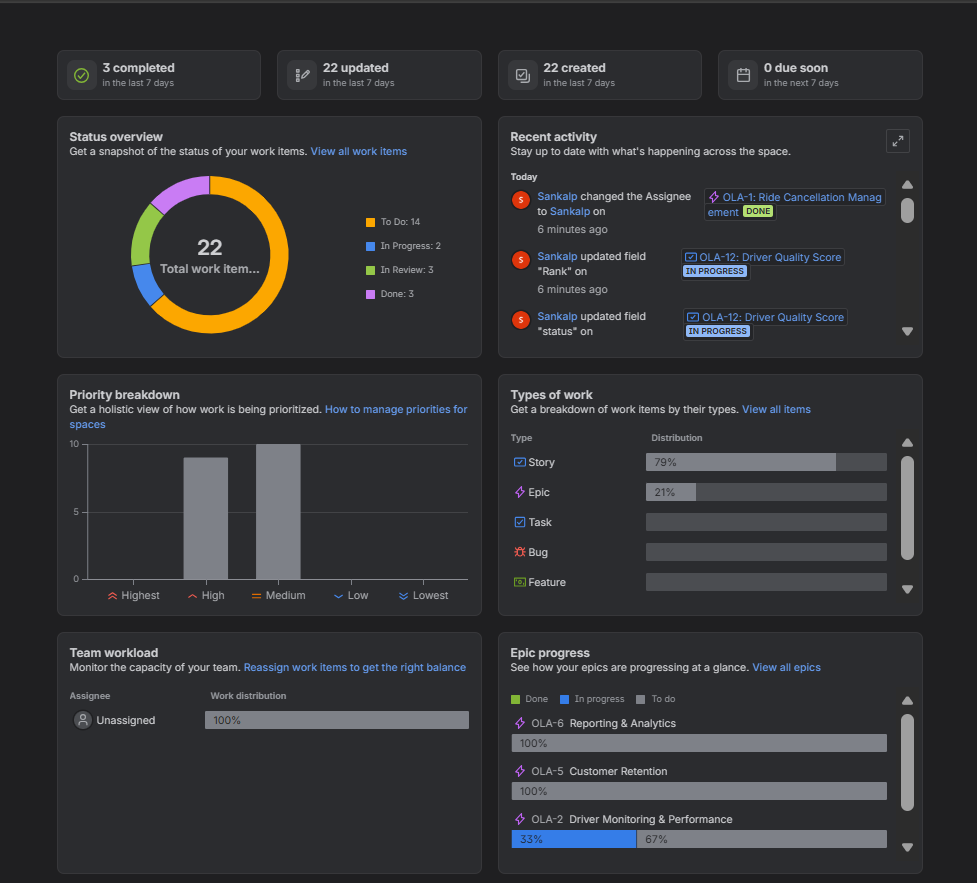 3 completed
in the last 7 days
22 updated
in the last 7 days
22 created
in the last 7 days
0 due soon
in the next 7 days
Status overview
Get a snapshot of the status of your work items. View all work items
22
Total work item...
To Do: 14
In Progress: 2
In Review: 3
Done: 3
Recent activity
Stay up to date with what's happening across the space.
Today
S
Sankalp changed the Assignee
to Sankalp on
OLA-1: Ride Cancellation Manag
ement DONE
6 minutes ago
S
Sankalp updated field
"Rank" on
OLA-12: Driver Quality Score
IN PROGRESS
6 minutes ago
S
Sankalp updated field
"status" on
OLA-12: Driver Quality Score
IN PROGRESS
Priority breakdown
Get a holistic view of how work is being prioritized. How to manage priorities for
spaces
10
5
0
Highest
High
Medium
Low
Lowest
Types of work
Get a breakdown of work items by their types. View all items
Type Distribution
Story 79%
Epic 21%
Task
Bug
Feature
Team workload
Monitor the capacity of your team. Reassign work items to get the right balance
Assignee Work distribution
Unassigned 100%
Epic progress
See how your epics are progressing at a glance. View all epics
Done In progress To do
OLA-6 Reporting & Analytics
100%
OLA-5 Customer Retention
100%
OLA-2 Driver Monitoring & Performance
33% 67%